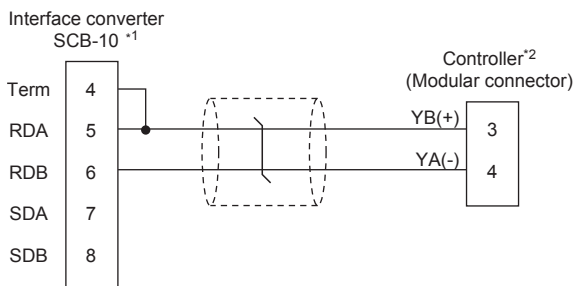 Interface converter
SCB-10 *1
Controller*2
(Modular connector)
Term 4
RDA 5 YB(+) 3
RDB 6 YA(-) 4
SDA 7
SDB 8